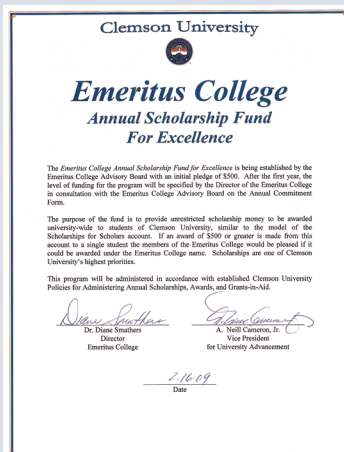 Clemson University
Emeritus College
Annual Scholarship Fund
For Excellence
The Emeritus College Annual Scholarship Fund for Excellence is being established by the
Emeritus College Advisory Board with an initial pledge of $500. After the first year, the
level of funding for the program will be specified by the Director of the Emeritus College
in consultation with the Emeritus College Advisory Board on the Annual Commitment
Form.
The purpose of the fund is to provide unrestricted scholarship money to be awarded
university-wide to students of Clemson University, similar to the model of the
Scholarships for Scholars account. If an award of $500 or greater is made from this
account to a single student the members of the Emeritus College would be pleased if it
could be awarded under the Emeritus College name. Scholarships are one of Clemson
University's highest priorities.
This program will be administered in accordance with established Clemson University
Policies for Administering Annual Scholarships, Awards, and Grants-in-Aid.
Diane Smathers
Dr. Diane Smathers
Director
Emeritus College
A. Neill Cameron, Jr.
Vice President
for University Advancement
2-16-09
Date